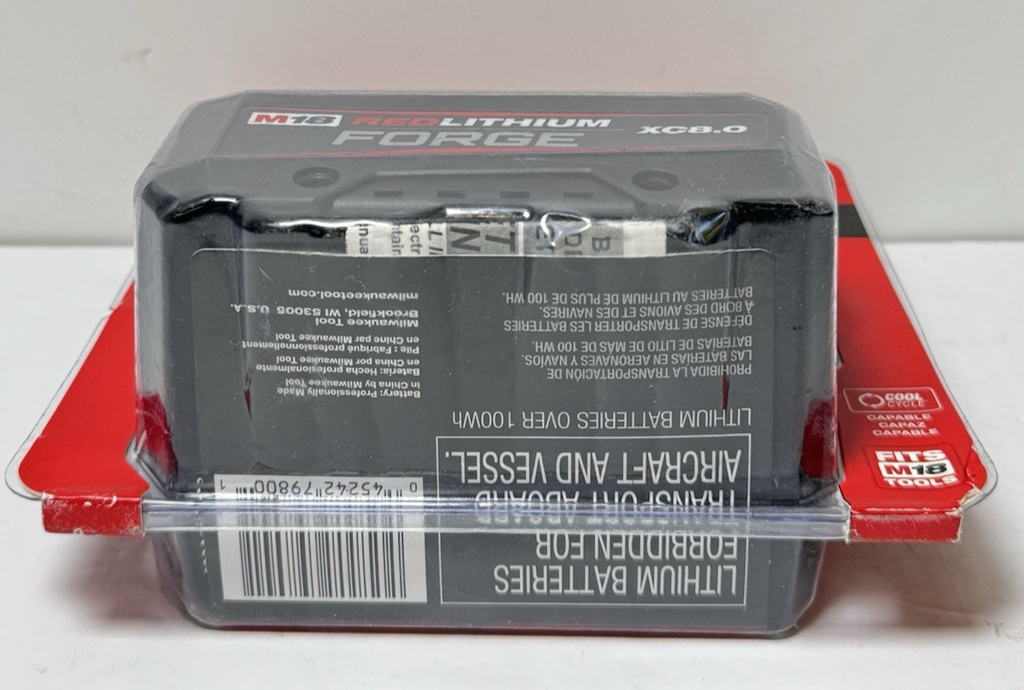 M18 REDLITHIUM
FORGE
XC8.0
LITHIUM BATTERIES
FORBIDDEN FOR
TRANSPORT ABOARD
AIRCRAFT AND VESSEL.
LITHIUM BATTERIES OVER 100Wh
PROHIBIDA LA TRANSPORTACIÓN DE
LAS BATERIAS EN AERONAVES Y NAVÍOS.
BATERIAS DE LITIO DE MÁS DE 100 WH.
DÉFENSE DE TRANSPORTER LES BATTERIES
À BORD DES AVIONS ET DES NAVIRES.
BATTERIES AU LITHIUM DE PLUS DE 100 WH.
0 45242 79800 1
Battery: Professionally Made
in China by Milwaukee Tool
Batería: Hecha profesionalmente
en China por Milwaukee Tool
Pile: Fabriqué professionnellement
en Chine par Milwaukee Tool
Milwaukee Tool
Brookfield, WI 53005 U.S.A.
milwaukeetool.com
COOL
CYCLE
CAPABLE
CAPAZ
CAPABLE
FITS
M18
TOOLS